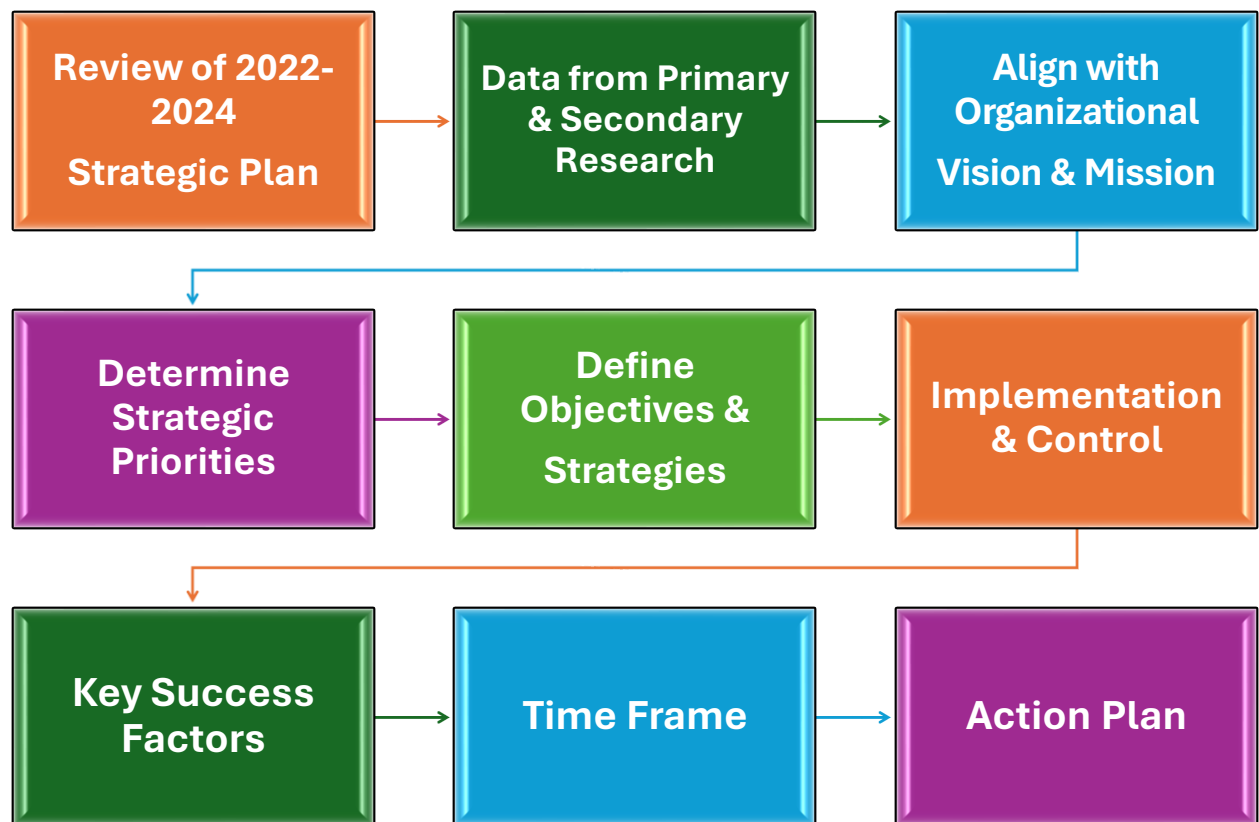 Review of 2022-
2024
Strategic Plan
Data from Primary
& Secondary
Research
Align with
Organizational
Vision & Mission
Determine
Strategic
Priorities
Define
Objectives &
Strategies
Implementation
& Control
Key Success
Factors
Time Frame
Action Plan